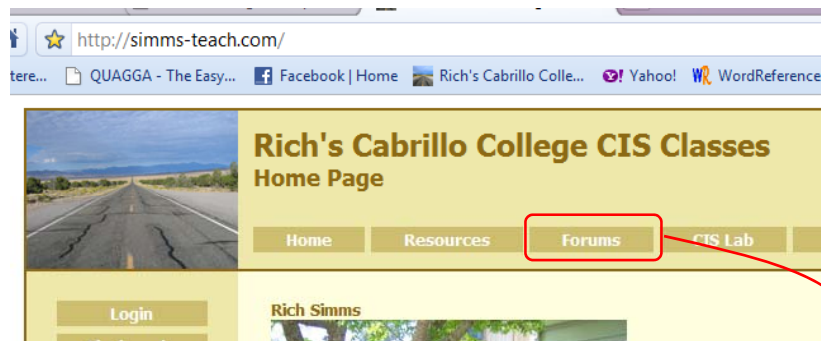 http://simms-teach.com/
tere... QUAGGA - The Easy... Facebook | Home Rich's Cabrillo Colle... Yahoo! WordReference
Rich's Cabrillo College CIS Classes
Home Page
Home Resources Forums CIS Lab
Login
Rich Simms